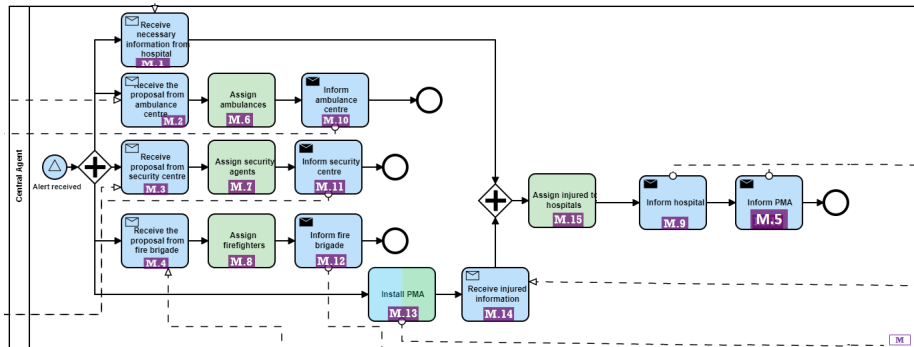 Central Agent
Alert received
Receive
necessary
information from
hospital
M.1
Receive the
proposal from
ambulance
centre
M.2
Assign
ambulances
M.6
Inform
ambulance
centre
M.10
Receive
proposal from
security centre
M.3
Assign security
agents
M.7
Inform security
centre
M.11
Receive the
proposal from
fire brigade
M.4
Assign
firefighters
M.8
Inform fire
brigade
M.12
Install PMA
M.13
Receive injured
information
M.14
Assign injured to
hospitals
M.15
Inform hospital
M.9
Inform PMA
M.5
M